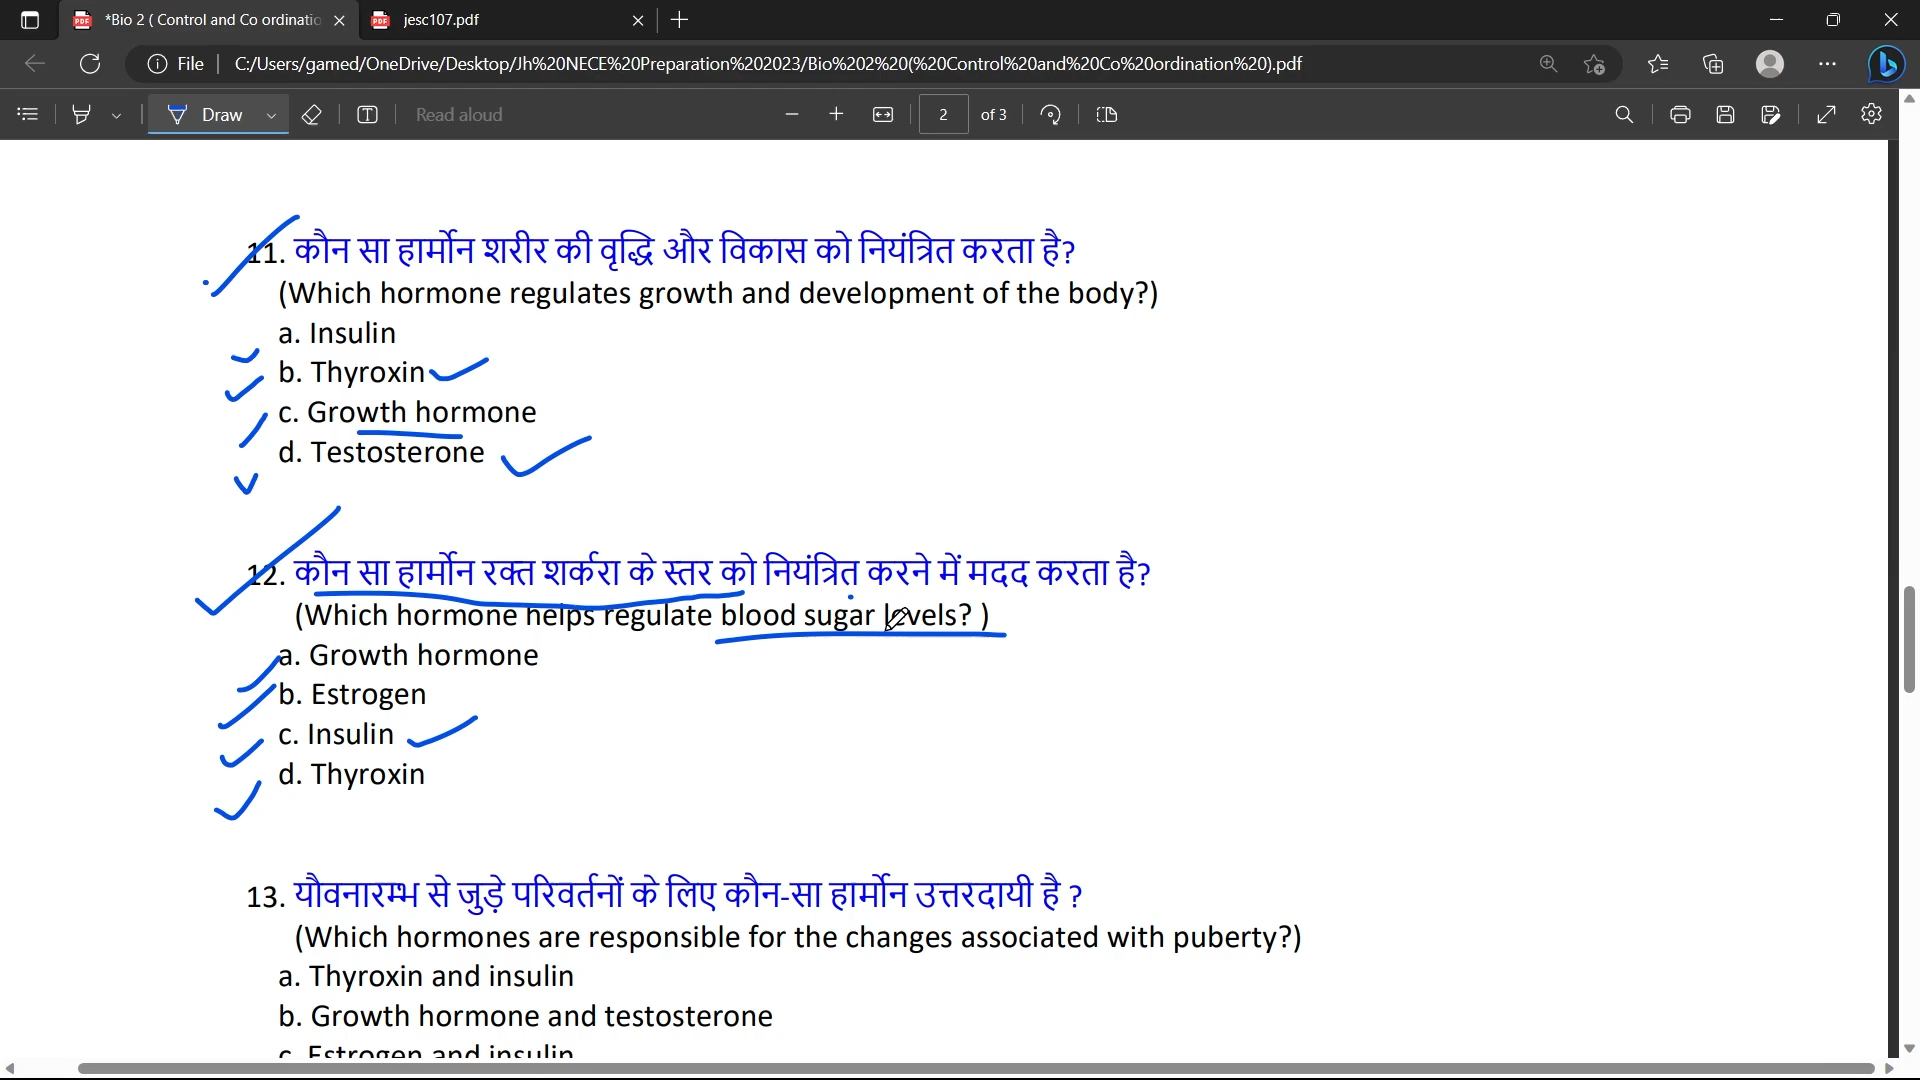 *Bio 2 ( Control and Co ordinatio
jesc107.pdf
File
C:/Users/gamed/OneDrive/Desktop/Jh%20NECE%20Preparation%202023/Bio%202%20(%20Control%20and%20Co%20ordination%20).pdf
Draw
Read aloud
2
of 3
11. कौन सा हार्मोन शरीर की वृद्धि और विकास को नियंत्रित करता है?
(Which hormone regulates growth and development of the body?)
a. Insulin
b. Thyroxin
c. Growth hormone
d. Testosterone
12. कौन सा हार्मोन रक्त शर्करा के स्तर को नियंत्रित करने में मदद करता है?
(Which hormone helps regulate blood sugar levels? )
a. Growth hormone
b. Estrogen
c. Insulin
d. Thyroxin
13. यौवनारम्भ से जुड़े परिवर्तनों के लिए कौन-सा हार्मोन उत्तरदायी है ?
(Which hormones are responsible for the changes associated with puberty?)
a. Thyroxin and insulin
b. Growth hormone and testosterone
c. Estrogen and insulin